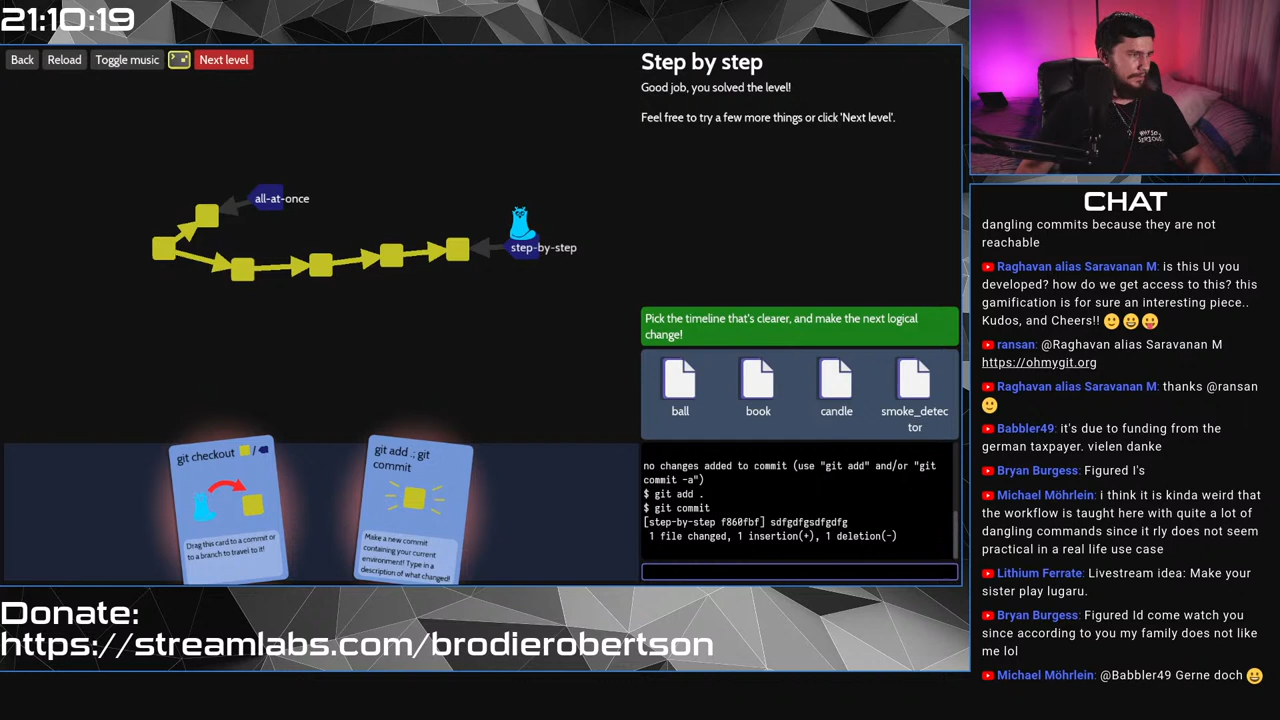 21:10:19
Back
Reload
Toggle music
Next level
Step by step
Good job, you solved the level!
Feel free to try a few more things or click 'Next level'.
all-at-once
step-by-step
Pick the timeline that's clearer, and make the next logical
change!
ball
book
candle
smoke_detec
tor
git checkout
/
Drag this card to a commit or
to a branch to travel to it!
git add .; git
commit
Make a new commit
containing your current
environment! Type in a
description of what changed!
no changes added to commit (use "git add" and/or "git
commit -a")
$ git add .
$ git commit
[step-by-step f860fbf] sdfgdfgsdfgdfg
1 file changed, 1 insertion(+), 1 deletion(-)
WHY SO
SERIOUS
CHAT
dangling commits because they are not
reachable
Raghavan alias Saravanan M: is this UI you
developed? how do we get access to this? this
gamification is for sure an interesting piece..
Kudos, and Cheers!! 🙂😀😛
ransan: @Raghavan alias Saravanan M
https://ohmygit.org
Raghavan alias Saravanan M: thanks @ransan
🙂
Babbler49: it's due to funding from the
german taxpayer. vielen danke
Bryan Burgess: Figured I's
Michael Möhrlein: i think it is kinda weird that
the workflow is taught here with quite a lot of
dangling commands since it rly does not seem
practical in a real life use case
Lithium Ferrate: Livestream idea: Make your
sister play lugaru.
Bryan Burgess: Figured Id come watch you
since according to you my family does not like
me lol
Michael Möhrlein: @Babbler49 Gerne doch 😀
Donate:
https://streamlabs.com/brodierobertson